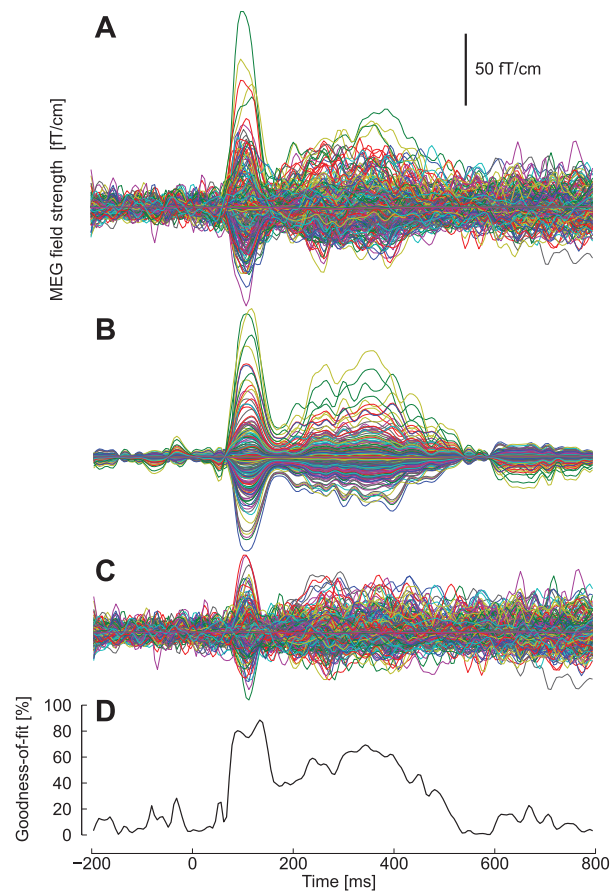 A
50 fT/cm
MEG field strength [fT/cm]
B
C
D
Goodness-of-fit [%]
100
80
60
40
20
0
−200 0 200 400 600 800
Time [ms]